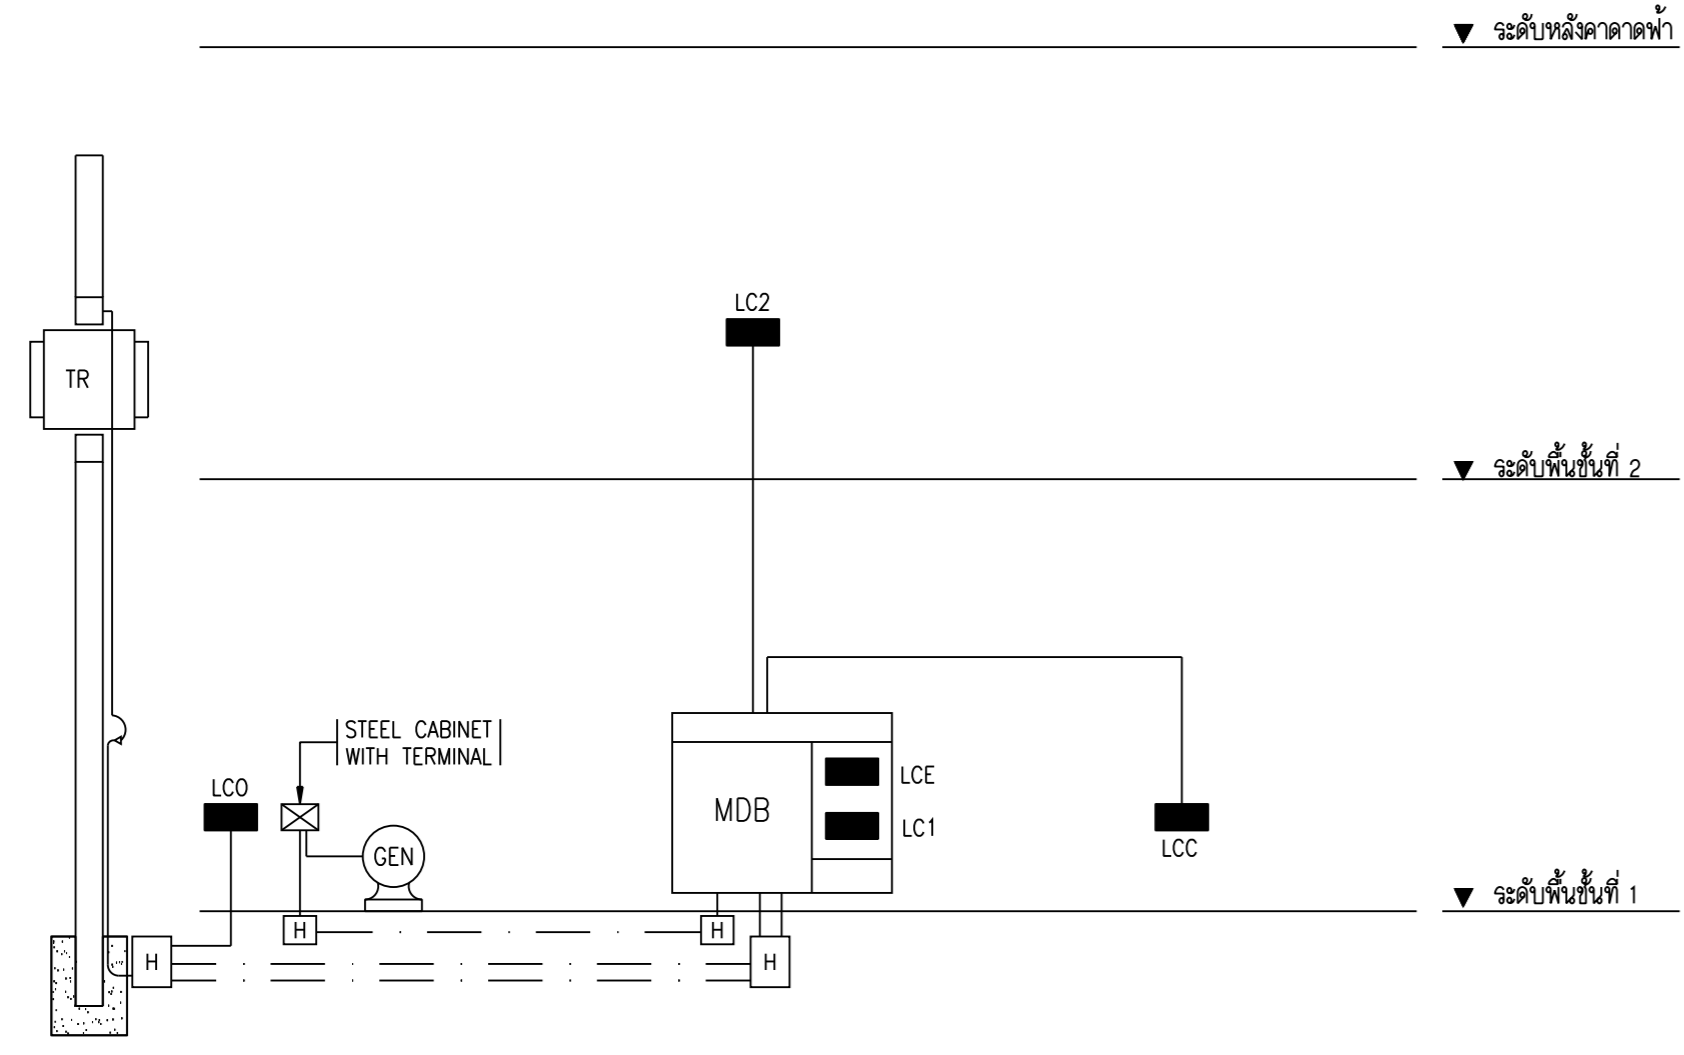 ระดับหลังคาดาดฟ้า
LC2
TR
ระดับพื้นชั้นที่ 2
STEEL CABINET
WITH TERMINAL
LCE
LCO
MDB
LC1
GEN
LCC
ระดับพื้นชั้นที่ 1
H
H
H
H